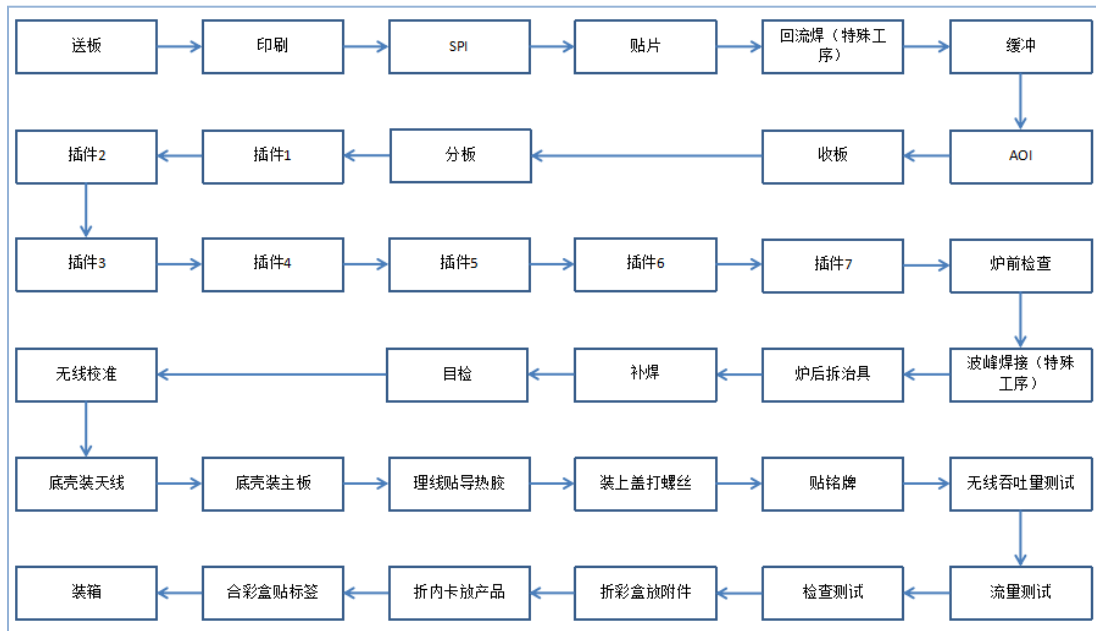 送板
印刷
SPI
贴片
回流焊（特殊工
序）
缓冲
插件2
插件1
分板
收板
AOI
插件3
插件4
插件5
插件6
插件7
炉前检查
无线校准
目检
补焊
炉后拆治具
波峰焊接（特殊
工序）
底壳装天线
底壳装主板
理线贴导热胶
装上盖打螺丝
贴铭牌
无线吞吐量测试
装箱
合彩盒贴标签
折内卡放产品
折彩盒放附件
检查测试
流量测试